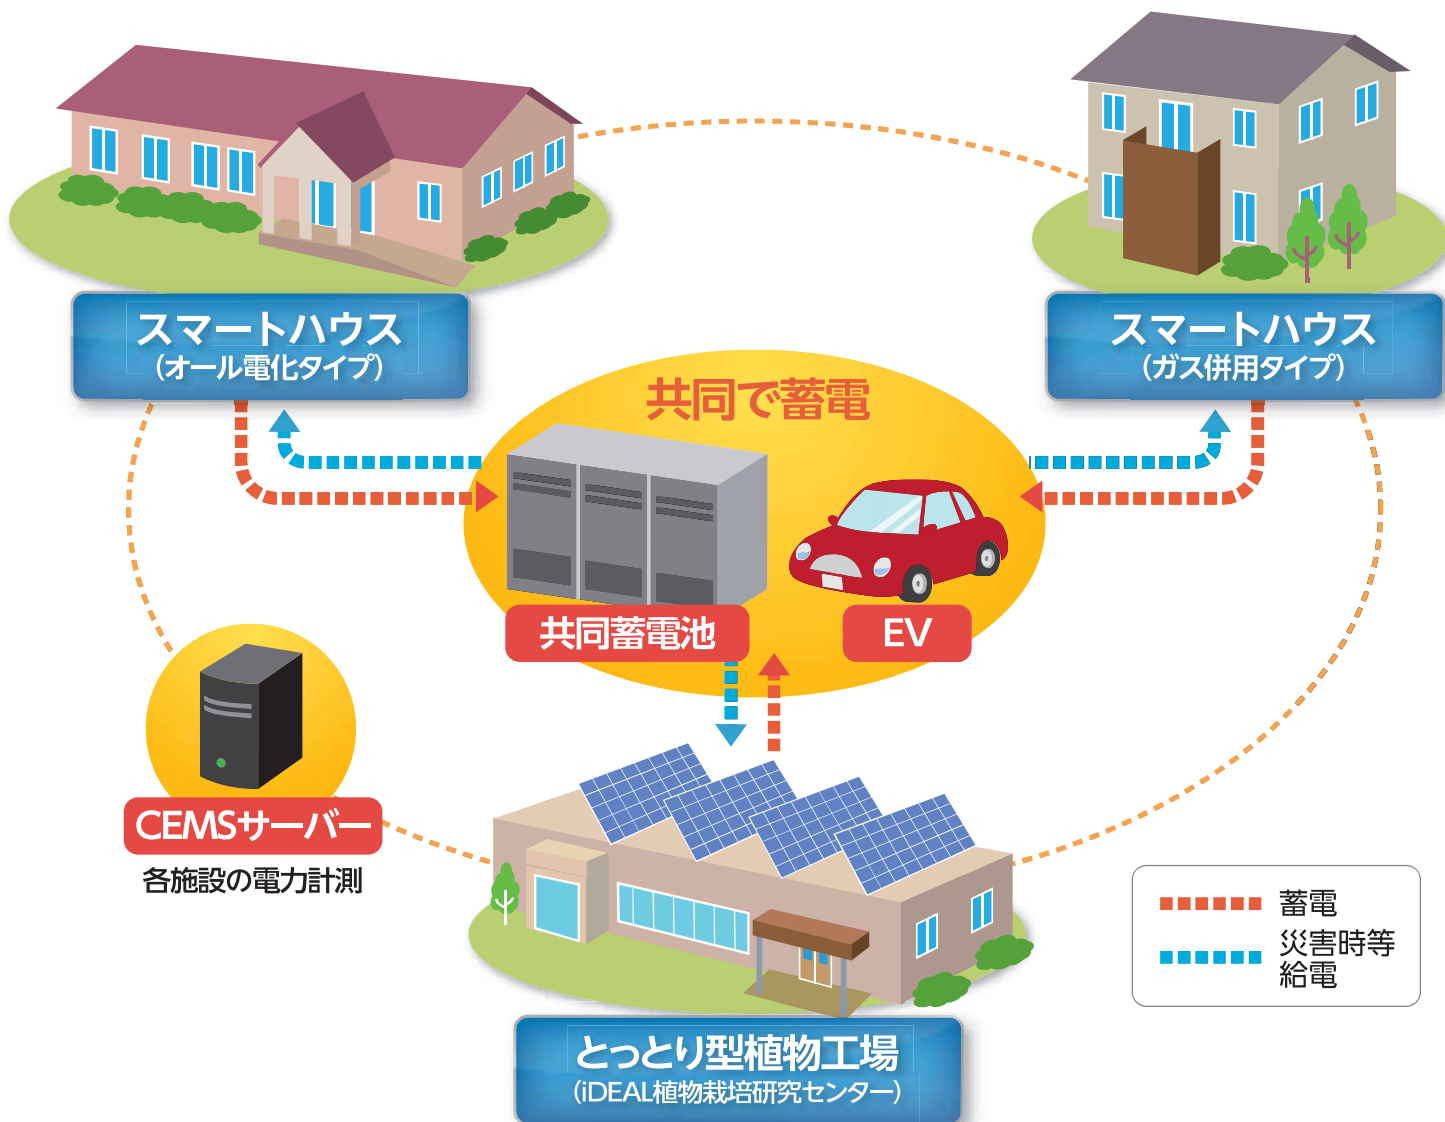 スマートハウス
(オール電化タイプ)
スマートハウス
(ガス併用タイプ)
共同で蓄電
共同蓄電池
EV
CEMSサーバー
各施設の電力計測
蓄電
災害時等
給電
とっとり型植物工場
(iDEAL植物栽培研究センター)